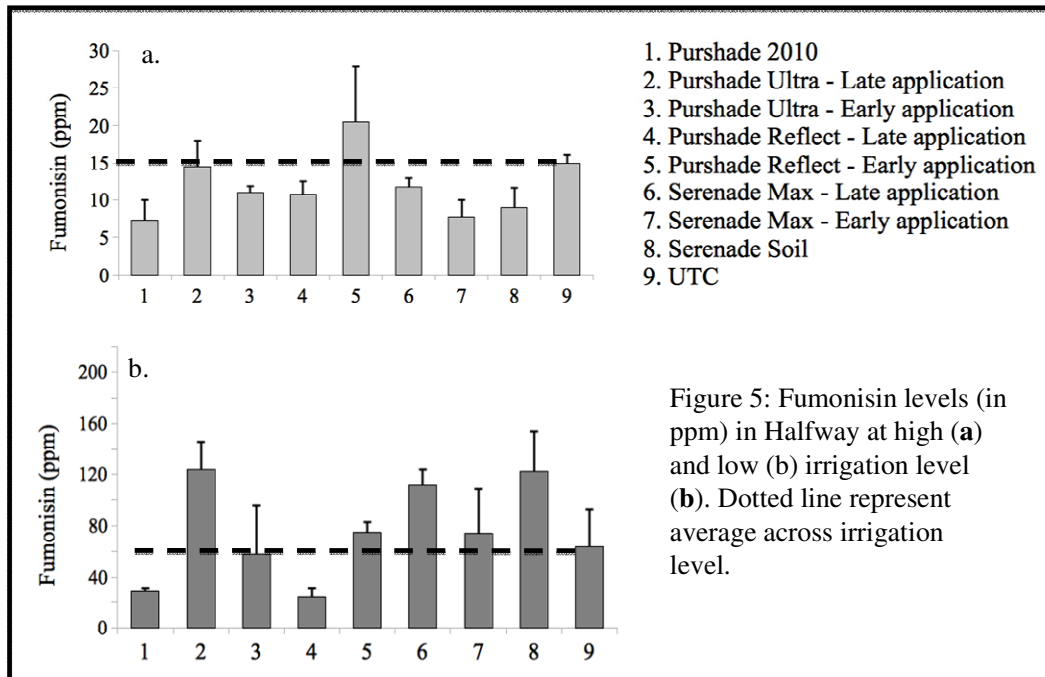 a.
Fumonisin (ppm)
30
25
20
15
10
5
0
1 2 3 4 5 6 7 8 9
1. Purshade 2010
2. Purshade Ultra - Late application
3. Purshade Ultra - Early application
4. Purshade Reflect - Late application
5. Purshade Reflect - Early application
6. Serenade Max - Late application
7. Serenade Max - Early application
8. Serenade Soil
9. UTC
b.
Fumonisin (ppm)
200
160
120
80
40
0
1 2 3 4 5 6 7 8 9
Figure 5: Fumonisin levels (in
ppm) in Halfway at high (a)
and low (b) irrigation level
(b). Dotted line represent
average across irrigation
level.